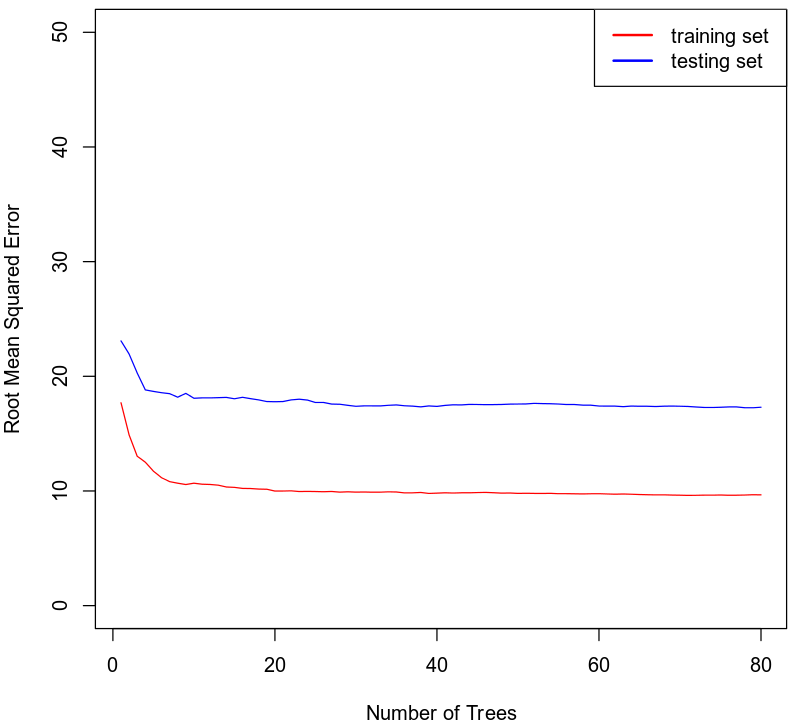 training set
testing set
Root Mean Squared Error
50
40
30
20
10
0
0 20 40 60 80
Number of Trees